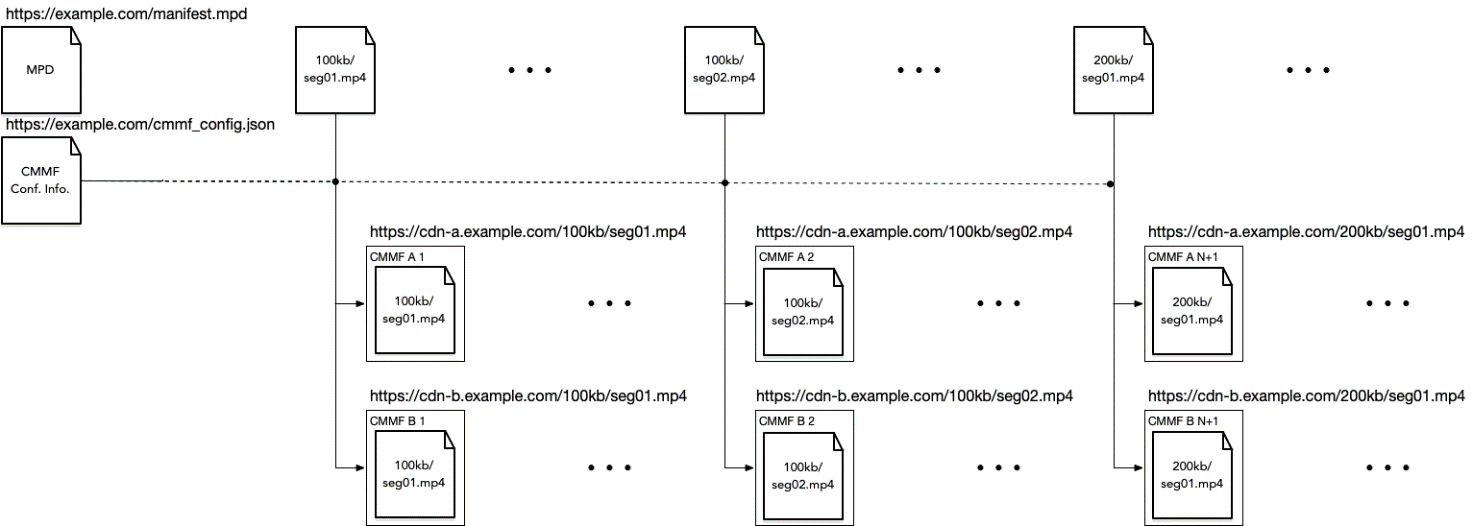 https://example.com/manifest.mpd
MPD
100kb/
seg01.mp4
100kb/
seg02.mp4
200kb/
seg01.mp4
https://example.com/cmmf_config.json
CMMF
Conf. Info.
https://cdn-a.example.com/100kb/seg01.mp4
CMMF A 1
100kb/
seg01.mp4
https://cdn-a.example.com/100kb/seg02.mp4
CMMF A 2
100kb/
seg02.mp4
https://cdn-a.example.com/200kb/seg01.mp4
CMMF A N+1
200kb/
seg01.mp4
https://cdn-b.example.com/100kb/seg01.mp4
CMMF B 1
100kb/
seg01.mp4
https://cdn-b.example.com/100kb/seg02.mp4
CMMF B 2
100kb/
seg02.mp4
https://cdn-b.example.com/200kb/seg01.mp4
CMMF B N+1
200kb/
seg01.mp4